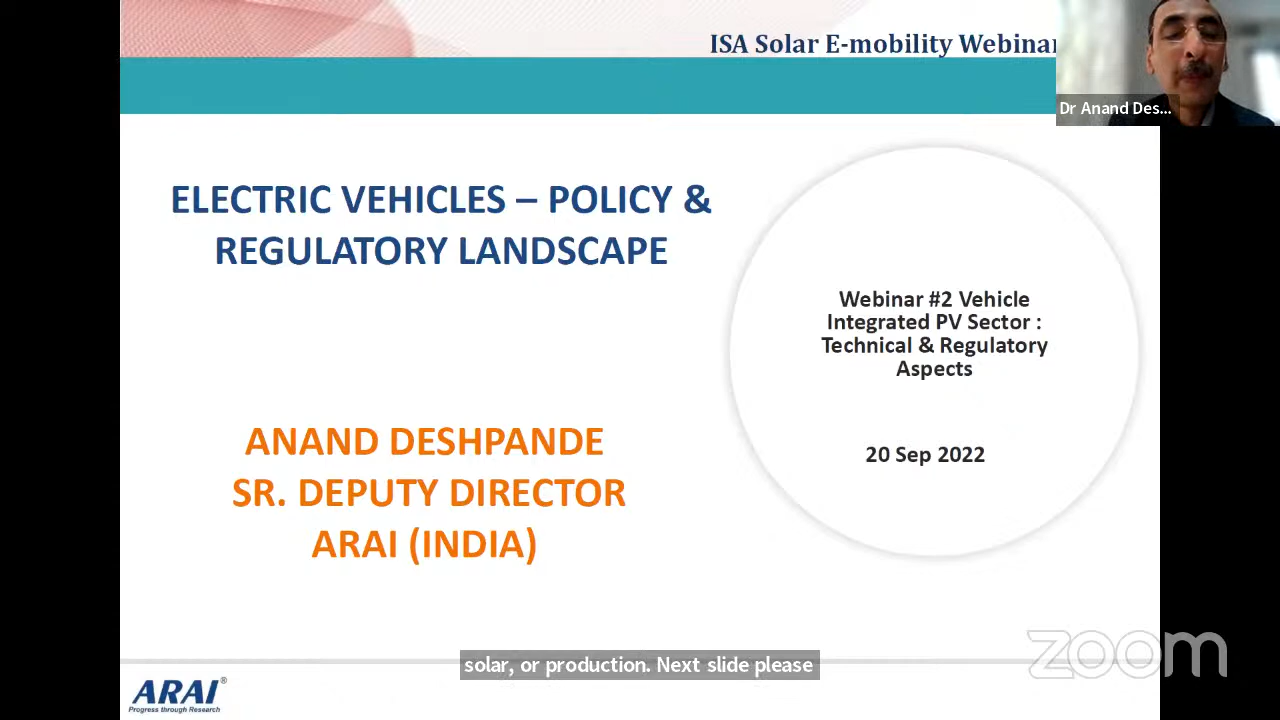 ISA Solar E-mobility Webinar
Dr Anand Des...
ELECTRIC VEHICLES – POLICY &
REGULATORY LANDSCAPE
Webinar #2 Vehicle
Integrated PV Sector :
Technical & Regulatory
Aspects
20 Sep 2022
ANAND DESHPANDE
SR. DEPUTY DIRECTOR
ARAI (INDIA)
solar, or production. Next slide please
zoom
ARAI®
Progress through Research